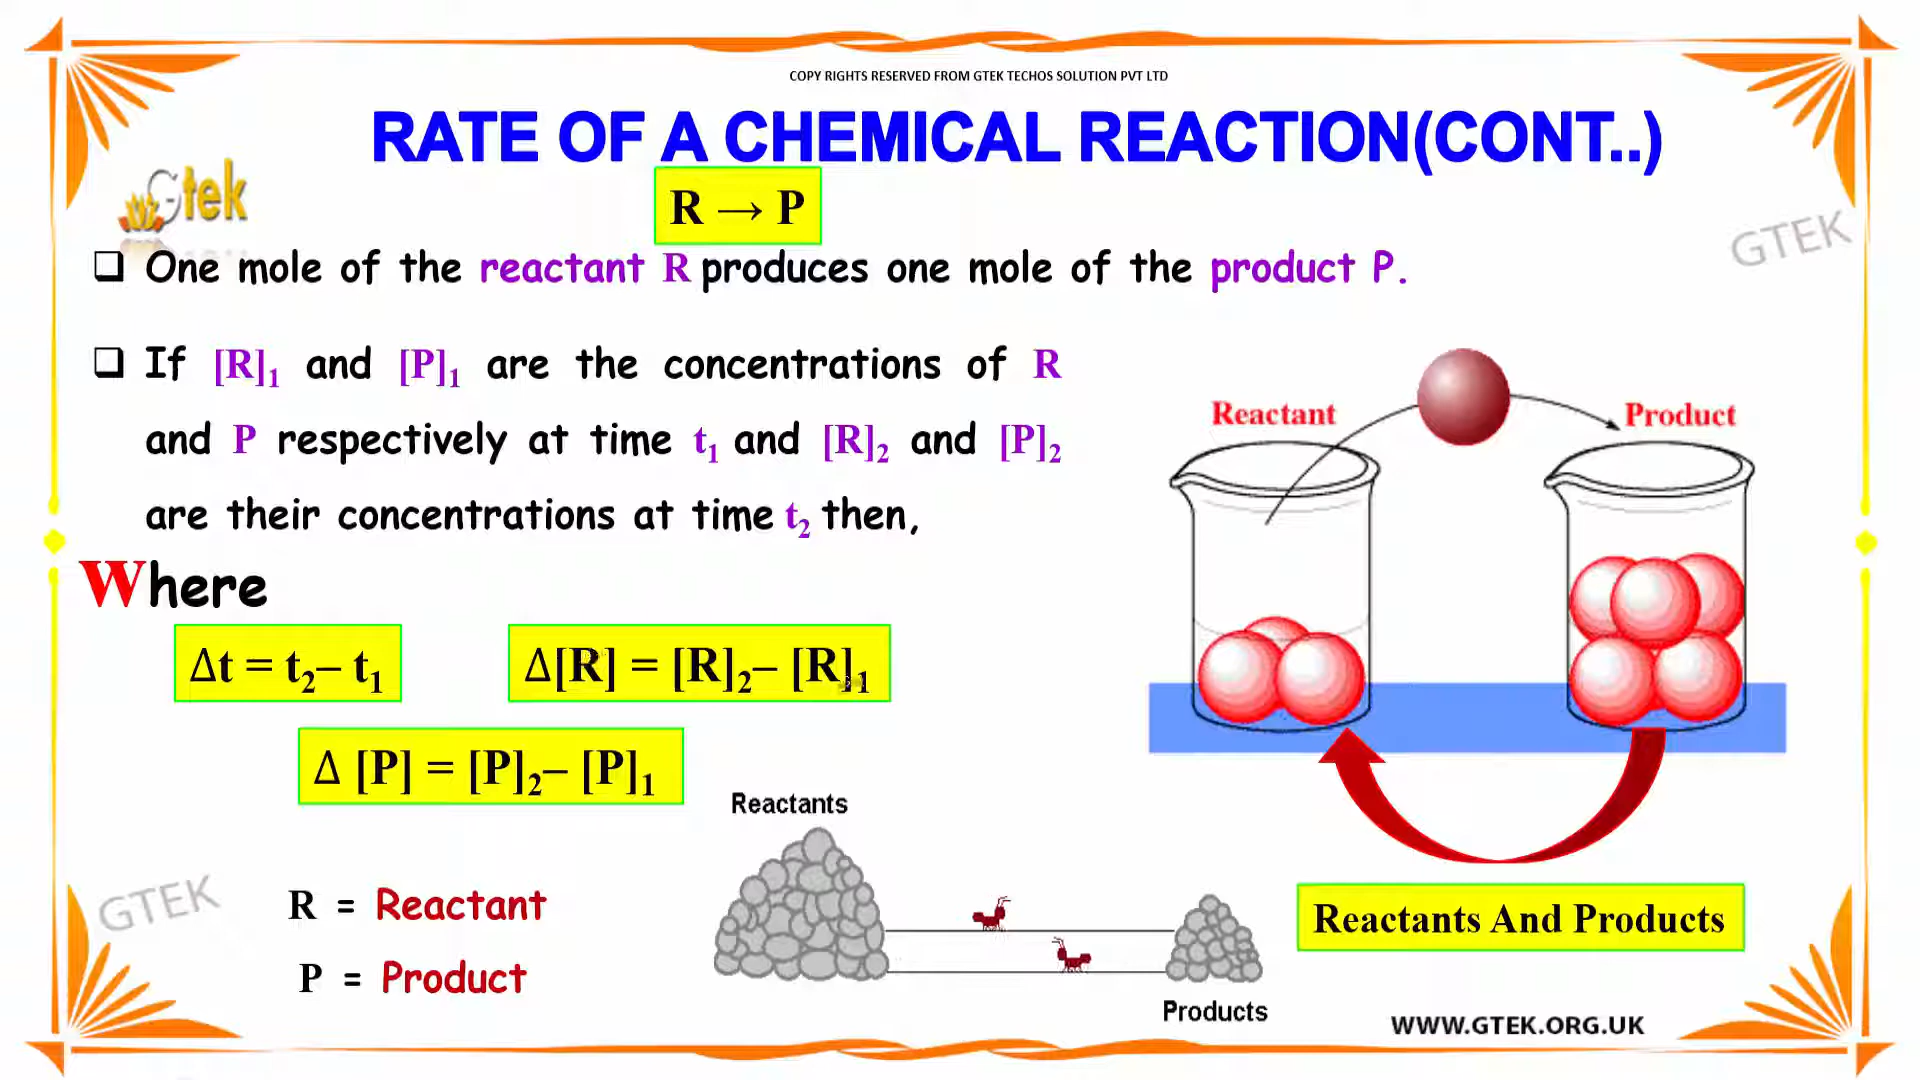 COPY RIGHTS RESERVED FROM GTEK TECHOS SOLUTION PVT LTD
RATE OF A CHEMICAL REACTION(CONT..)
Gtek
R → P
GTEK
❑ One mole of the reactant R produces one mole of the product P.
❑ If [R]₁ and [P]₁ are the concentrations of R
and P respectively at time t₁ and [R]₂ and [P]₂
are their concentrations at time t₂ then,
Reactant
Product
Where
Δt = t₂– t₁
Δ[R] = [R]₂– [R]₁
Δ [P] = [P]₂– [P]₁
Reactants
GTEK
R = Reactant
P = Product
Reactants And Products
Products
WWW.GTEK.ORG.UK